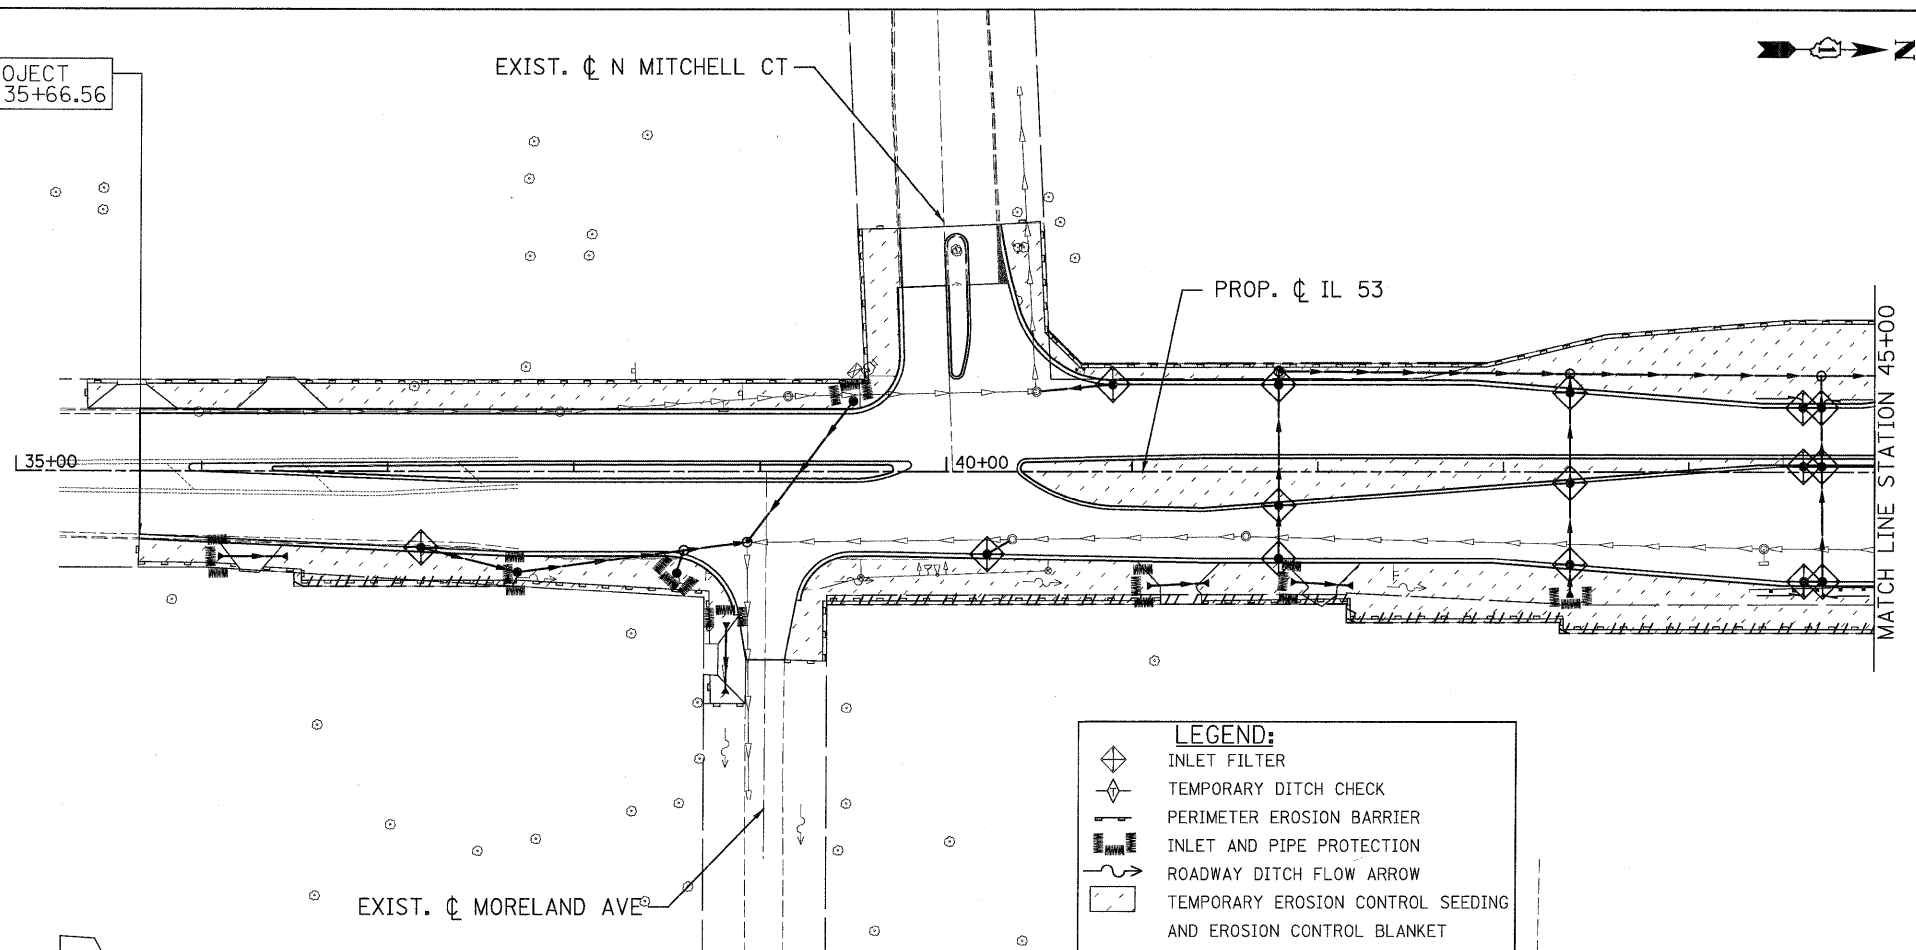 OJECT
35+66.56
EXIST. ℄ N MITCHELL CT
N
PROP. ℄ IL 53
35+00
40+00
MATCH LINE STATION 45+00
EXIST. ℄ MORELAND AVE
LEGEND:
INLET FILTER
T
TEMPORARY DITCH CHECK
PERIMETER EROSION BARRIER
INLET AND PIPE PROTECTION
ROADWAY DITCH FLOW ARROW
TEMPORARY EROSION CONTROL SEEDING
AND EROSION CONTROL BLANKET